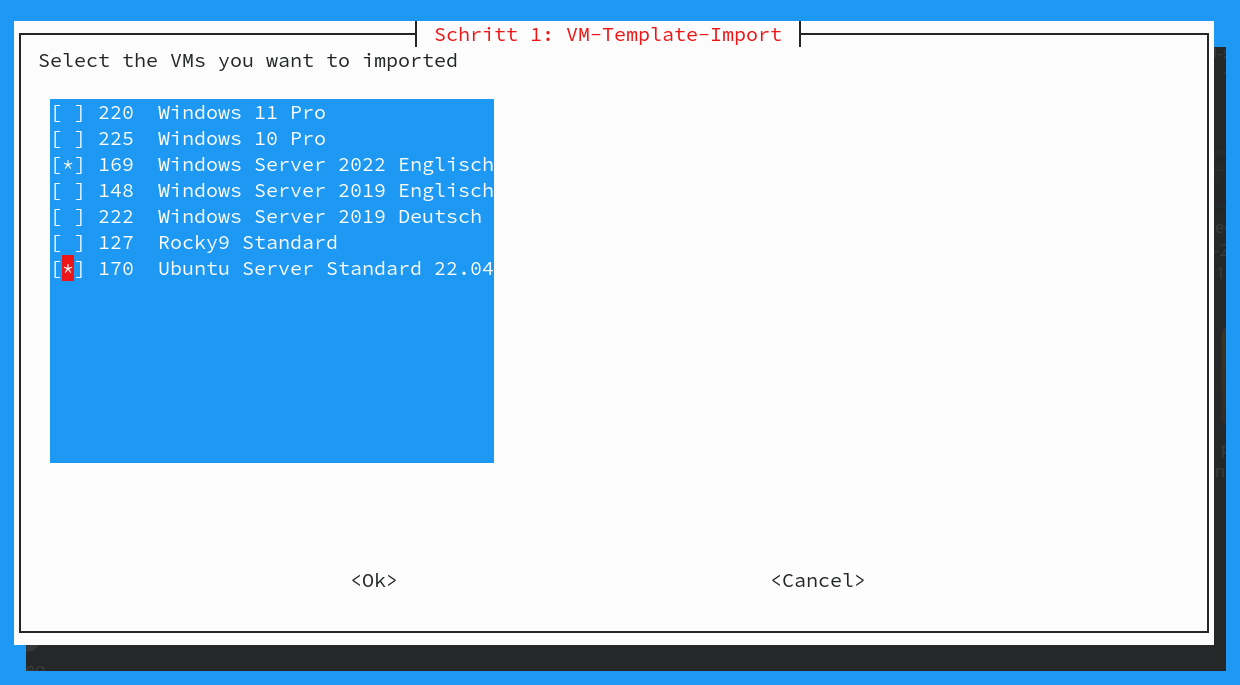 Schritt 1: VM-Template-Import
Select the VMs you want to imported
[ ] 220 Windows 11 Pro
[ ] 225 Windows 10 Pro
[*] 169 Windows Server 2022 Englisch
[ ] 148 Windows Server 2019 Englisch
[ ] 222 Windows Server 2019 Deutsch
[ ] 127 Rocky9 Standard
[*] 170 Ubuntu Server Standard 22.04
<Ok> <Cancel>